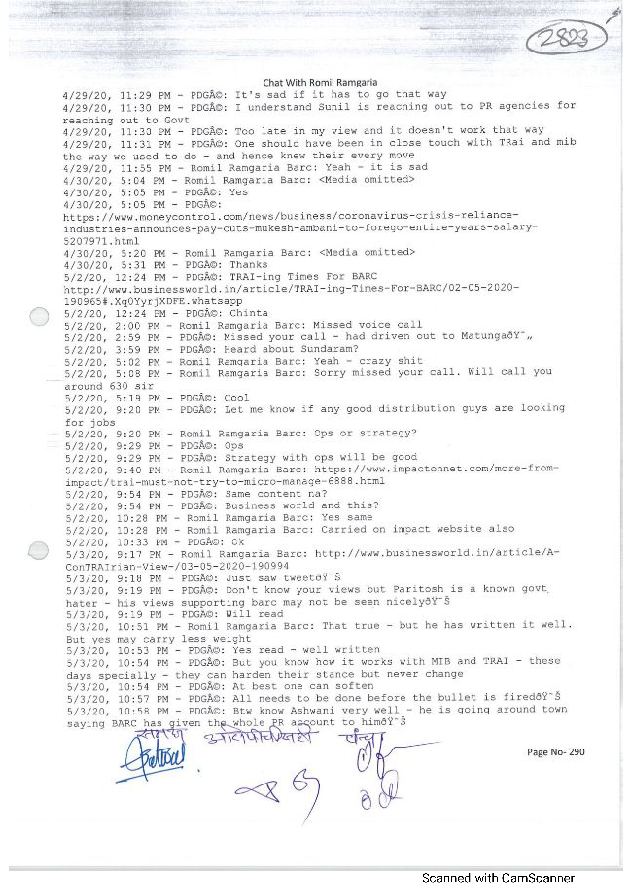 2823
Chat With Romil Ramgaria
4/29/20, 11:29 PM - PDGÂ©: It's sad if it has to go that way
4/29/20, 11:30 PM - PDGÂ©: I understand Sunil is reaching out to PR agencies for
reaching out to Govt
4/29/20, 11:30 PM - PDGÂ©: Too late in my view and it doesn't work that way
4/29/20, 11:31 PM - PDGÂ©: One should have been in close touch with TRai and mib
the way we used to do - and hence knew their every move
4/29/20, 11:55 PM - Romil Ramgaria Barc: Yeah - it is sad
4/30/20, 5:04 PM - Romil Ramgaria Barc: <Media omitted>
4/30/20, 5:05 PM - PDGÂ©: Yes
4/30/20, 5:05 PM - PDGÂ©:
https://www.moneycontrol.com/news/business/coronavirus-crisis-reliance-
industries-announces-pay-cuts-mukesh-ambani-to-forego-entire-years-salary-
5207971.html
4/30/20, 5:20 PM - Romil Ramgaria Barc: <Media omitted>
4/30/20, 5:31 PM - PDGÂ©: Thanks
5/2/20, 12:24 PM - PDGÂ©: TRAI-ing Times For BARC
http://www.businessworld.in/article/TRAI-ing-Times-For-BARC/02-05-2020-
190965#.Xq0YyrjXDFE.whatsapp
5/2/20, 12:24 PM - PDGÂ©: Chinta
5/2/20, 2:00 PM - Romil Ramgaria Barc: Missed voice call
5/2/20, 2:59 PM - PDGÂ©: Missed your call - had driven out to MatungaðŸ˜„
5/2/20, 3:59 PM - PDGÂ©: Heard about Sundaram?
5/2/20, 5:02 PM - Romil Ramgaria Barc: Yeah - crazy shit
5/2/20, 5:08 PM - Romil Ramgaria Barc: Sorry missed your call. Will call you
around 630 sir
5/2/20, 5:19 PM - PDGÂ©: Cool
5/2/20, 9:20 PM - PDGÂ©: Let me know if any good distribution guys are looking
for jobs
5/2/20, 9:20 PM - Romil Ramgaria Barc: Ops or strategy?
5/2/20, 9:29 PM - PDGÂ©: Ops
5/2/20, 9:29 PM - PDGÂ©: Strategy with ops will be good
5/2/20, 9:40 PM - Romil Ramgaria Barc: https://www.impactonnet.com/more-from-
impact/trai-must-not-try-to-micro-manage-6888.html
5/2/20, 9:54 PM - PDGÂ©: Same content na?
5/2/20, 9:54 PM - PDGÂ©: Business world and this?
5/2/20, 10:28 PM - Romil Ramgaria Barc: Yes same
5/2/20, 10:28 PM - Romil Ramgaria Barc: Carried on impact website also
5/2/20, 10:33 PM - PDGÂ©: Ok
5/3/20, 9:17 PM - Romil Ramgaria Barc: http://www.businessworld.in/article/A-
ConTRAIrian-View-/03-05-2020-190994
5/3/20, 9:18 PM - PDGÂ©: Just saw tweetðŸ˜Š
5/3/20, 9:19 PM - PDGÂ©: Don't know your views but Paritosh is a known govt
hater - his views supporting barc may not be seen nicelyðŸ˜Š
5/3/20, 9:19 PM - PDGÂ©: Will read
5/3/20, 10:51 PM - Romil Ramgaria Barc: That true - but he has written it well.
But yes may carry less weight
5/3/20, 10:53 PM - PDGÂ©: Yes read - well written
5/3/20, 10:54 PM - PDGÂ©: But you know how it works with MIB and TRAI - these
days specially - they can harden their stance but never change
5/3/20, 10:54 PM - PDGÂ©: At best one can soften
5/3/20, 10:57 PM - PDGÂ©: All needs to be done before the bullet is firedðŸ˜Š
5/3/20, 10:58 PM - PDGÂ©: Btw know Ashwani very well - he is going around town
saying BARC has given the whole PR account to himðŸ˜Š
Page No- 290
Scanned with CamScanner